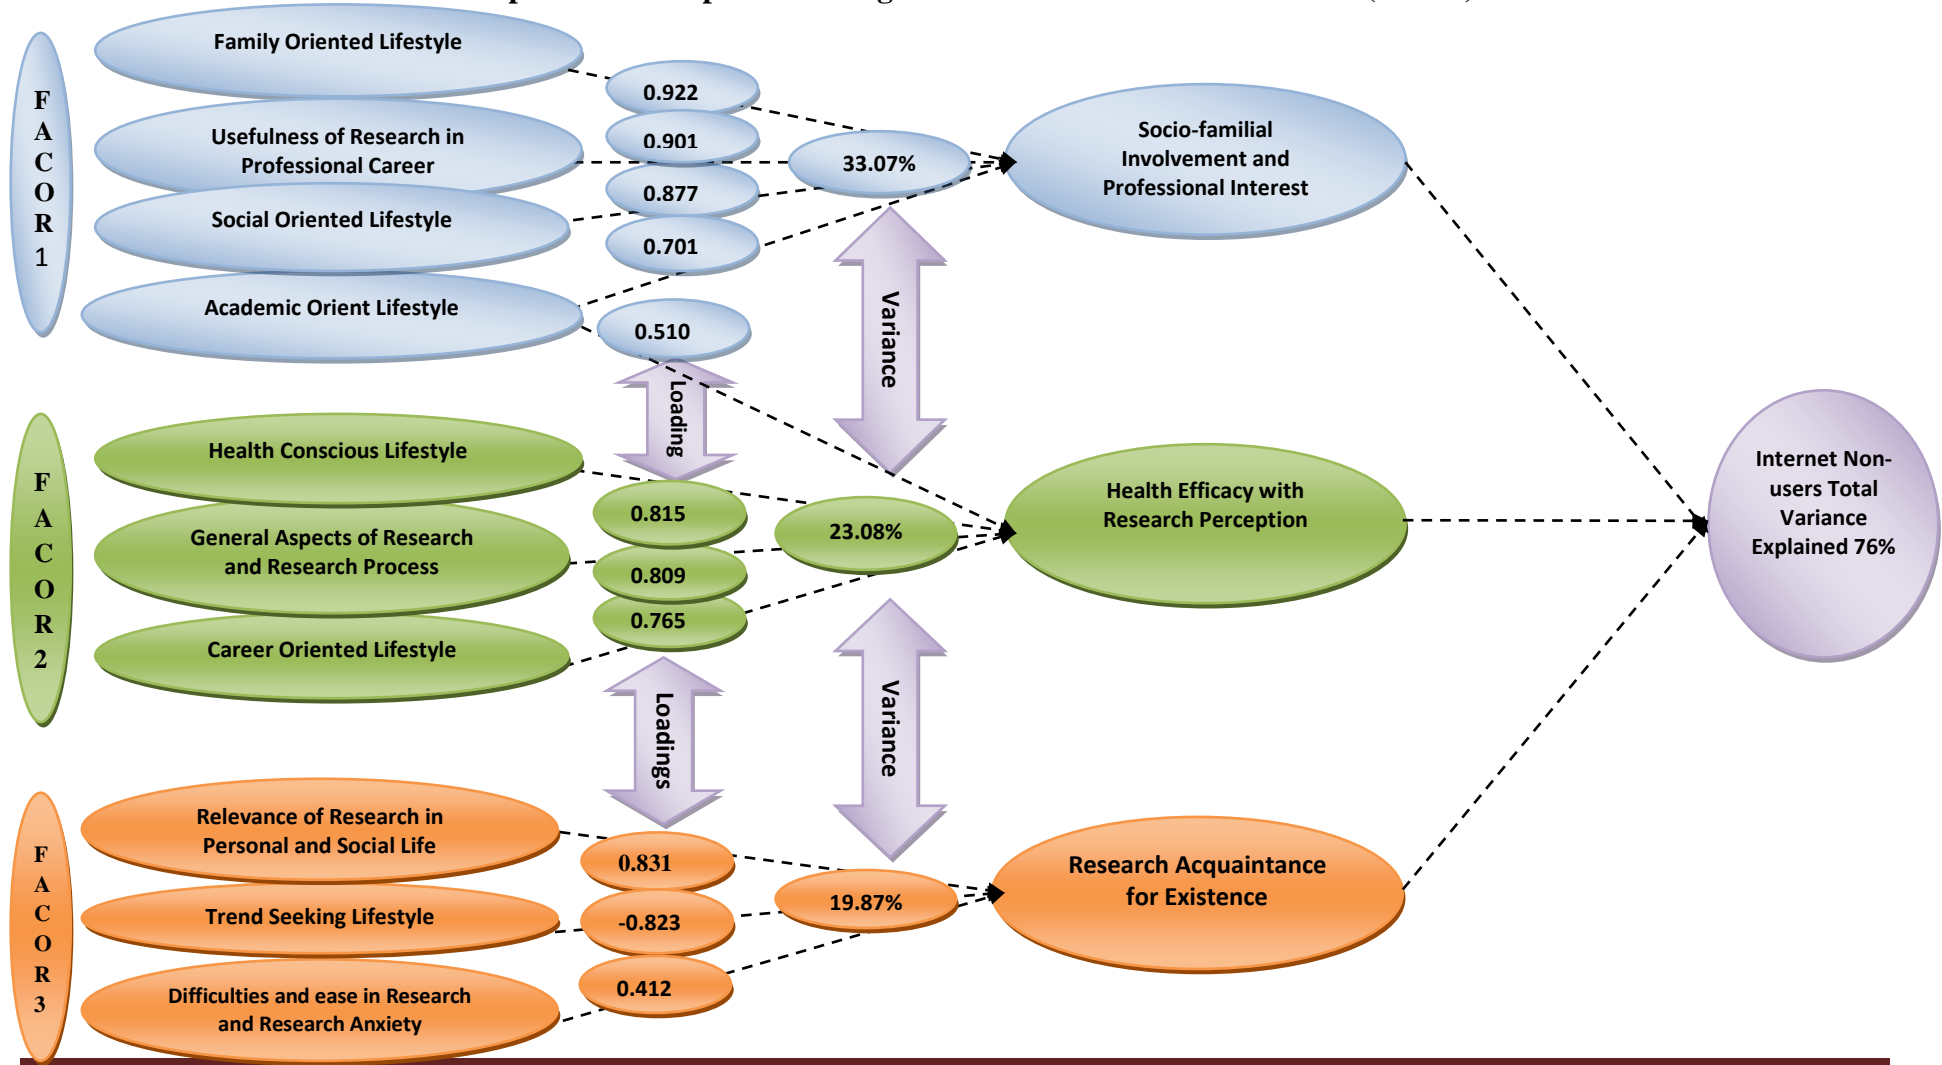 F
A
C
O
R
1
Family Oriented Lifestyle
Usefulness of Research in
Professional Career
Social Oriented Lifestyle
Academic Orient Lifestyle
0.922
0.901
0.877
0.701
0.510
33.07%
Socio-familial
Involvement and
Professional Interest
Variance
Loading
F
A
C
O
R
2
Health Conscious Lifestyle
General Aspects of Research
and Research Process
Career Oriented Lifestyle
0.815
0.809
0.765
23.08%
Health Efficacy with
Research Perception
Internet Non-
users Total
Variance
Explained 76%
Loadings
Variance
F
A
C
O
R
3
Relevance of Research in
Personal and Social Life
Trend Seeking Lifestyle
Difficulties and ease in Research
and Research Anxiety
0.831
-0.823
0.412
19.87%
Research Acquaintance
for Existence